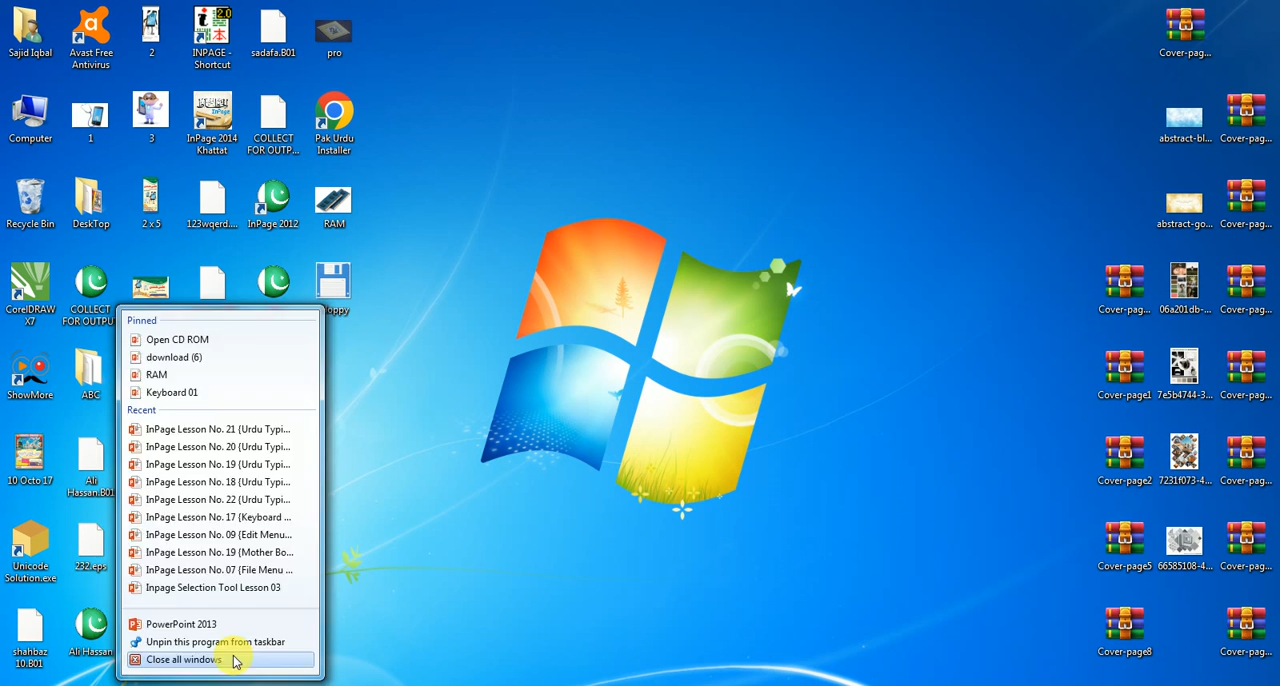 Sajid Iqbal
Avast Free
Antivirus
2
INPAGE -
Shortcut
sadafa.B01
pro
Cover-pag...
Computer
1
3
InPage 2014
Khattat
COLLECT
FOR OUTP...
Pak Urdu
Installer
abstract-bl...
Cover-pag...
Recycle Bin
DeskTop
2 x 5
123wqerd....
InPage 2012
RAM
abstract-go...
Cover-pag...
CorelDRAW
X7
COLLECT
FOR OUTPU
loppy
Cover-pag...
06a201db-...
Cover-pag...
ShowMore
ABC
Cover-page1
7e5b4744-3...
Cover-pag...
10 Octo 17
Ali
Hassan.B01
Cover-page2
7231f073-4...
Cover-pag...
Unicode
Solution.exe
232.eps
Cover-page5
66585108-4...
Cover-pag...
shahbaz
10.B01
Ali Hassan
Cover-page8
Cover-pag...
Pinned
Open CD ROM
download (6)
RAM
Keyboard 01
Recent
InPage Lesson No. 21 {Urdu Typi...
InPage Lesson No. 20 {Urdu Typi...
InPage Lesson No. 19 {Urdu Typi...
InPage Lesson No. 18 {Urdu Typi...
InPage Lesson No. 22 {Urdu Typi...
InPage Lesson No. 17 {Keyboard ...
InPage Lesson No. 09 {Edit Menu...
InPage Lesson No. 19 {Mother Bo...
InPage Lesson No. 07 {File Menu ...
Inpage Selection Tool Lesson 03
PowerPoint 2013
Unpin this program from taskbar
Close all windows